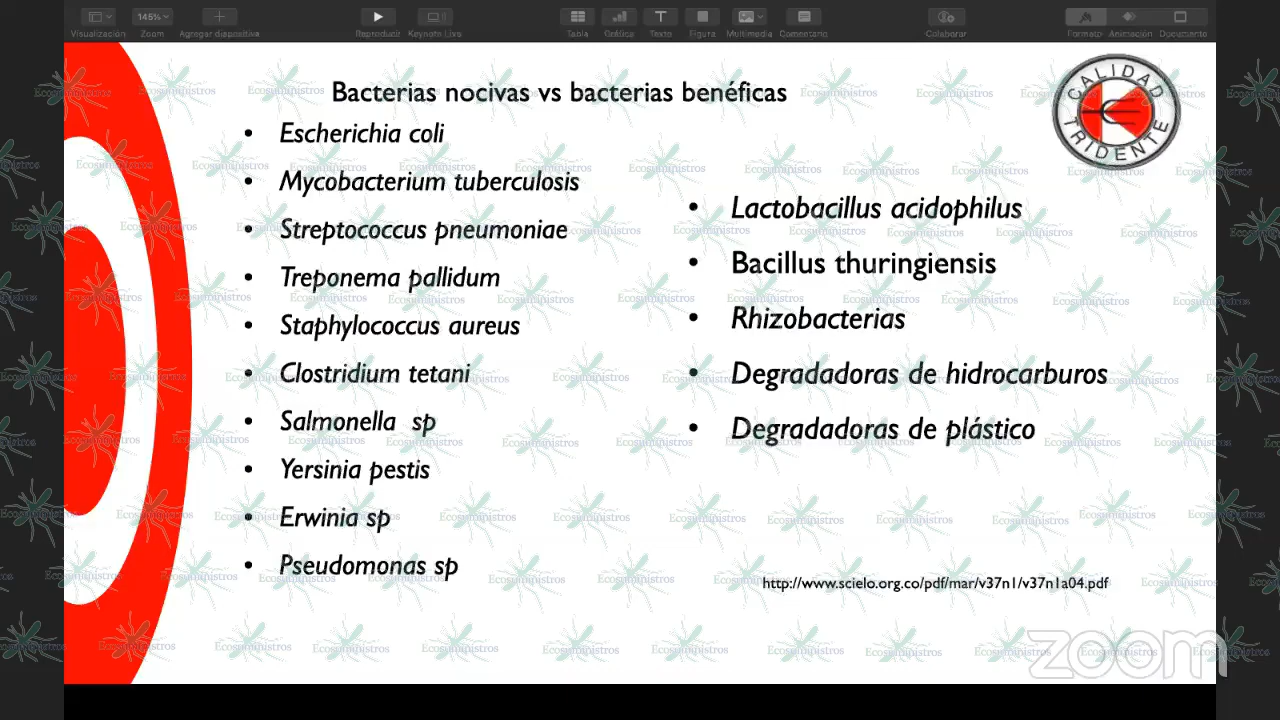 145%
Visualización Zoom Agregar diapositiva Reproducir Keynote Live Tabla Gráfica Texto Figura Multimedia Comentario Colaborar Formato Animación Documento
Bacterias nocivas vs bacterias benéficas
• Escherichia coli
• Mycobacterium tuberculosis
• Streptococcus pneumoniae
• Treponema pallidum
• Staphylococcus aureus
• Clostridium tetani
• Salmonella sp
• Yersinia pestis
• Erwinia sp
• Pseudomonas sp
CALIDAD
TRIDENTE
• Lactobacillus acidophilus
• Bacillus thuringiensis
• Rhizobacterias
• Degradadoras de hidrocarburos
• Degradadoras de plástico
http://www.scielo.org.co/pdf/mar/v37n1/v37n1a04.pdf
Ecosuministros
zoom